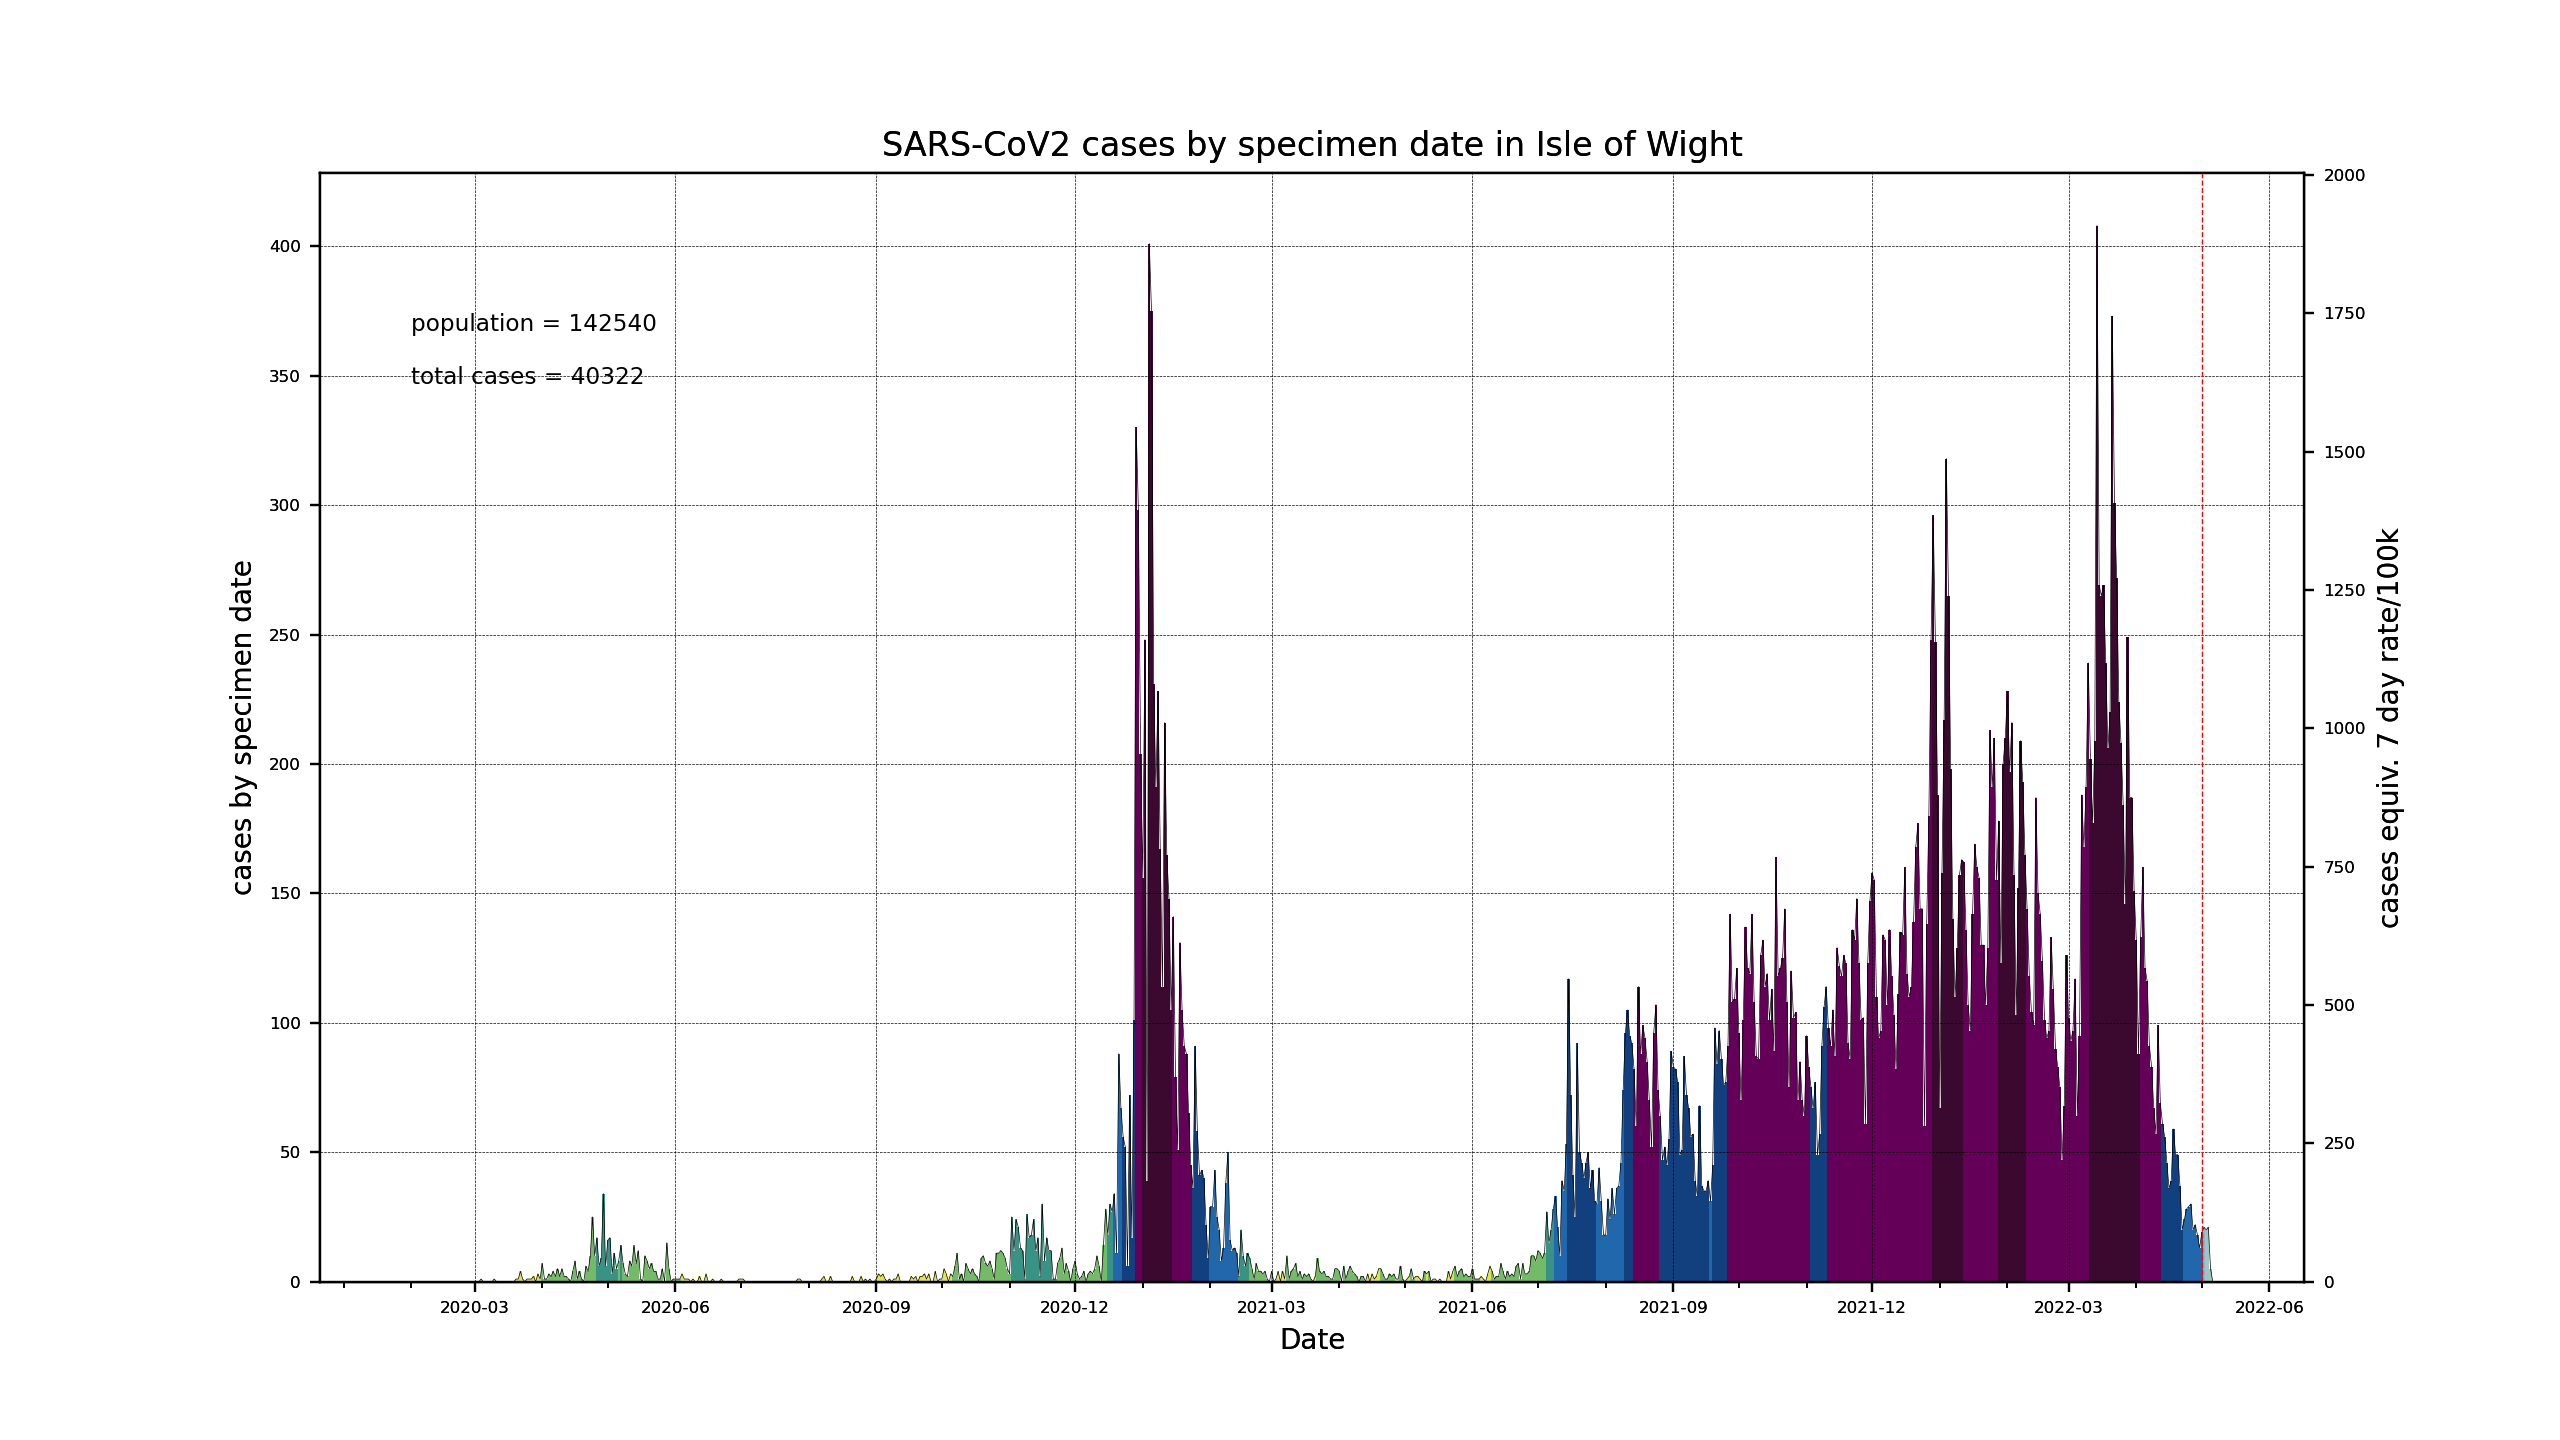 SARS-CoV2 cases by specimen date in Isle of Wight
population = 142540
total cases = 40322
cases by specimen date
400
350
300
250
200
150
100
50
0
2000
1750
1500
1250
1000
750
500
250
0
cases equiv. 7 day rate/100k
2020-03 2020-06 2020-09 2020-12 2021-03 2021-06 2021-09 2021-12 2022-03 2022-06
Date